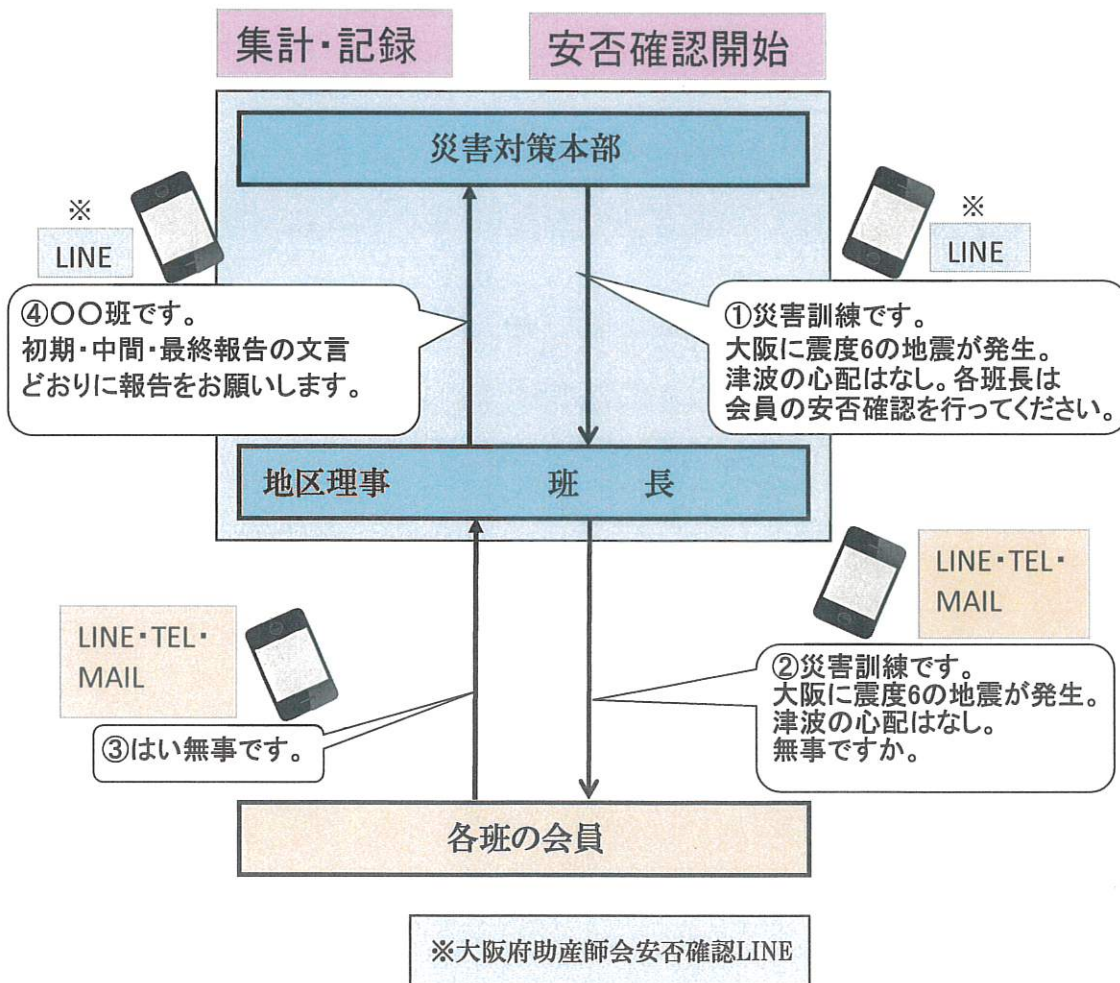 集計・記録
安否確認開始
災害対策本部
※
LINE
※
LINE
④〇〇班です。
初期・中間・最終報告の文言
どおりに報告をお願いします。
①災害訓練です。
大阪に震度6の地震が発生。
津波の心配はなし。各班長は
会員の安否確認を行ってください。
地区理事 班 長
LINE・TEL・
MAIL
LINE・TEL・
MAIL
②災害訓練です。
大阪に震度6の地震が発生。
津波の心配はなし。
無事ですか。
③はい無事です。
各班の会員
※大阪府助産師会安否確認LINE